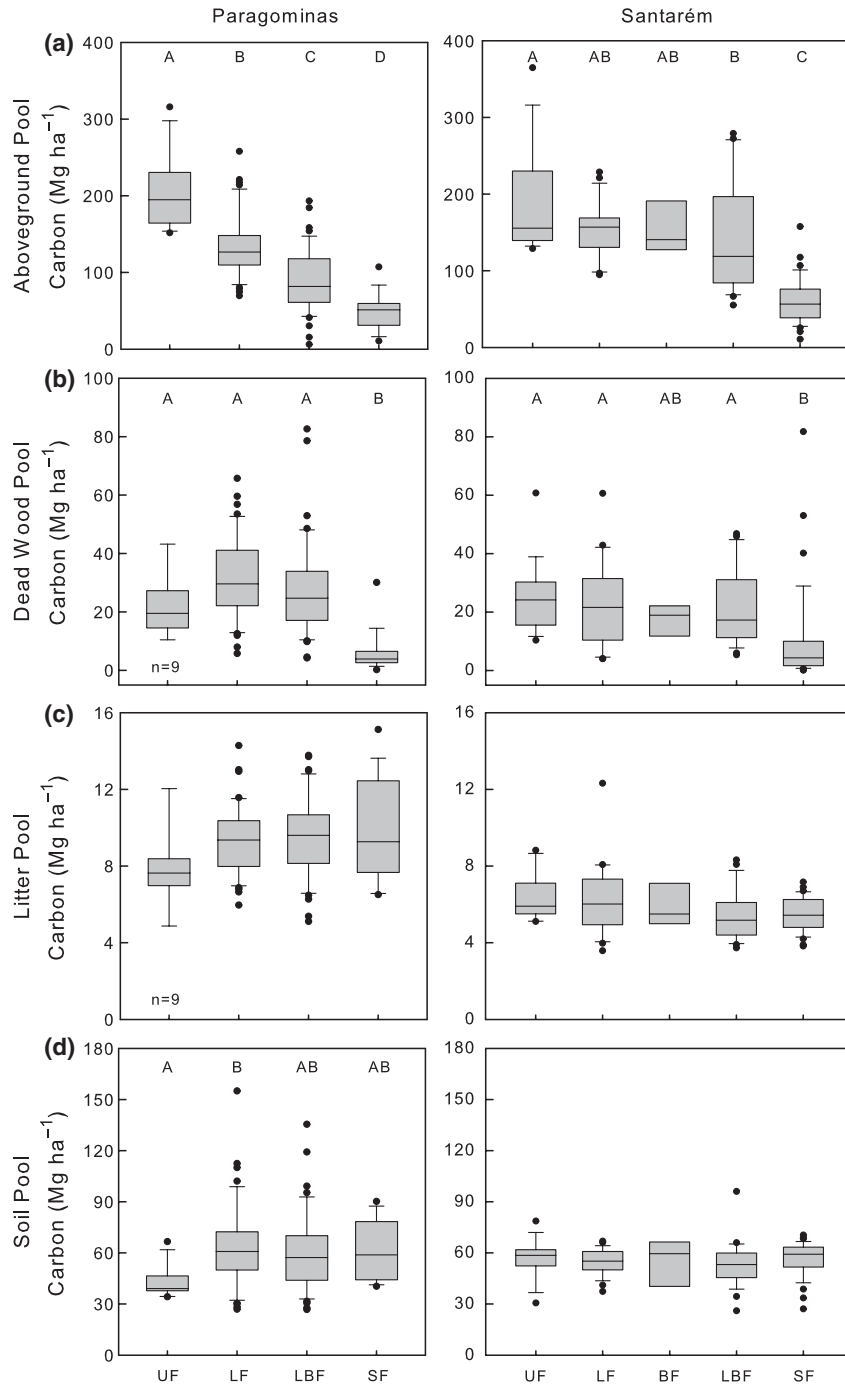 Paragominas
Santarém
(a)
Aboveground Pool
Carbon (Mg ha⁻¹)
400
300
200
100
0
A B C D
400
300
200
100
0
A AB AB B C
(b)
Dead Wood Pool
Carbon (Mg ha⁻¹)
100
80
60
40
20
0
A A A B
n=9
100
80
60
40
20
0
A A AB A B
(c)
Litter Pool
Carbon (Mg ha⁻¹)
16
12
8
4
0
n=9
16
12
8
4
0
(d)
Soil Pool
Carbon (Mg ha⁻¹)
180
150
120
90
60
30
0
A B AB AB
UF LF LBF SF
180
150
120
90
60
30
0
UF LF BF LBF SF